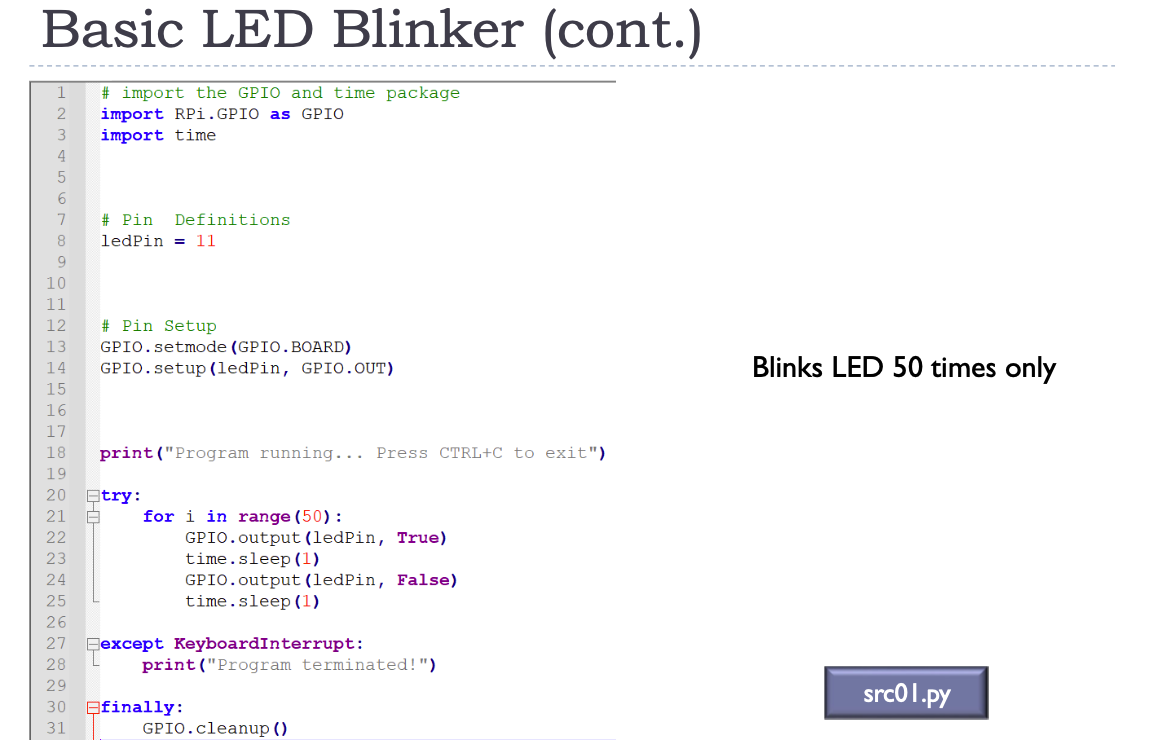 Basic LED Blinker (cont.)
1 # import the GPIO and time package
2 import RPi.GPIO as GPIO
3 import time
4
5
6
7 # Pin  Definitions
8 ledPin = 11
9
10
11
12 # Pin Setup
13 GPIO.setmode(GPIO.BOARD)
14 GPIO.setup(ledPin, GPIO.OUT)
15
16
17
18 print("Program running... Press CTRL+C to exit")
19
20 try:
21     for i in range(50):
22         GPIO.output(ledPin, True)
23         time.sleep(1)
24         GPIO.output(ledPin, False)
25         time.sleep(1)
26
27 except KeyboardInterrupt:
28     print("Program terminated!")
29
30 finally:
31     GPIO.cleanup()
Blinks LED 50 times only
src01.py